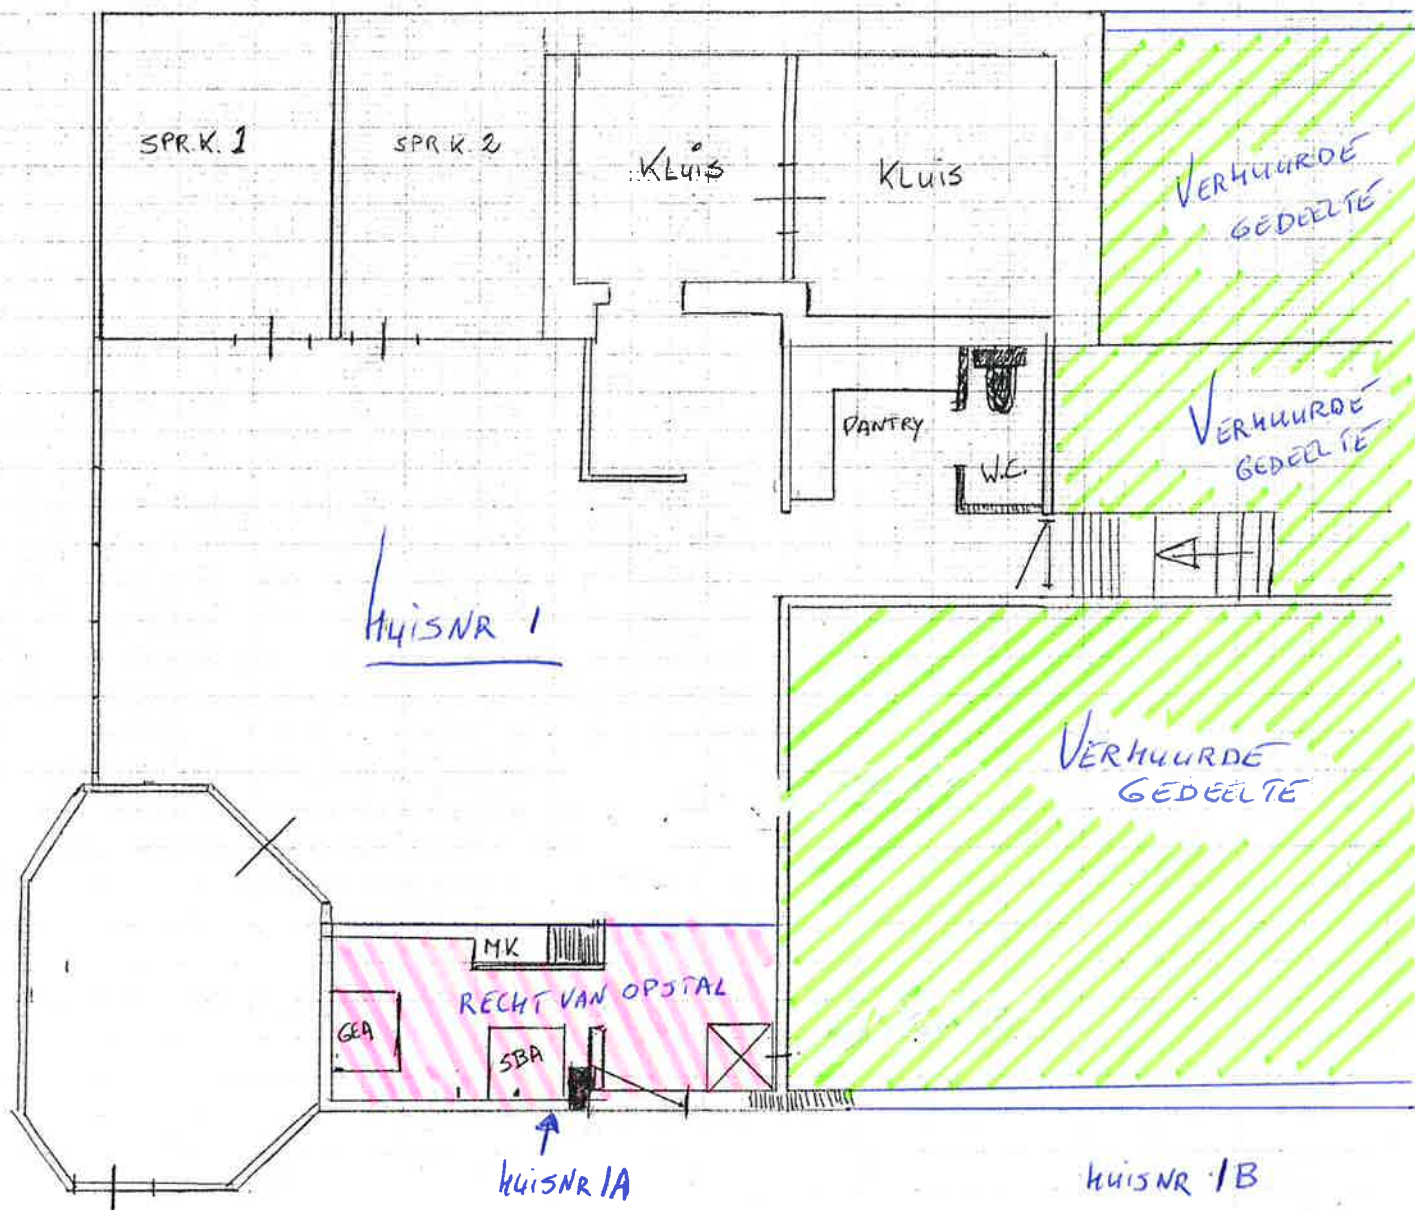 SPR.K. 1
SPR K. 2
KLUIS
KLUIS
VERHUURDE
GEDEELTE
VERHUURDE
GEDEELTE
PANTRY
W.C.
HUISNR 1
VERHUURDE
GEDEELTE
MK
RECHT VAN OPSTAL
GEA
SBA
HUISNR 1A
HUISNR 1B